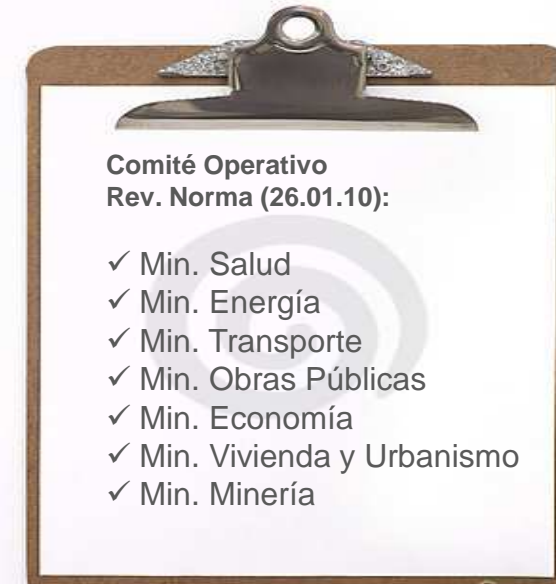 Comité Operativo
Rev. Norma (26.01.10):
✓ Min. Salud
✓ Min. Energía
✓ Min. Transporte
✓ Min. Obras Públicas
✓ Min. Economía
✓ Min. Vivienda y Urbanismo
✓ Min. Minería